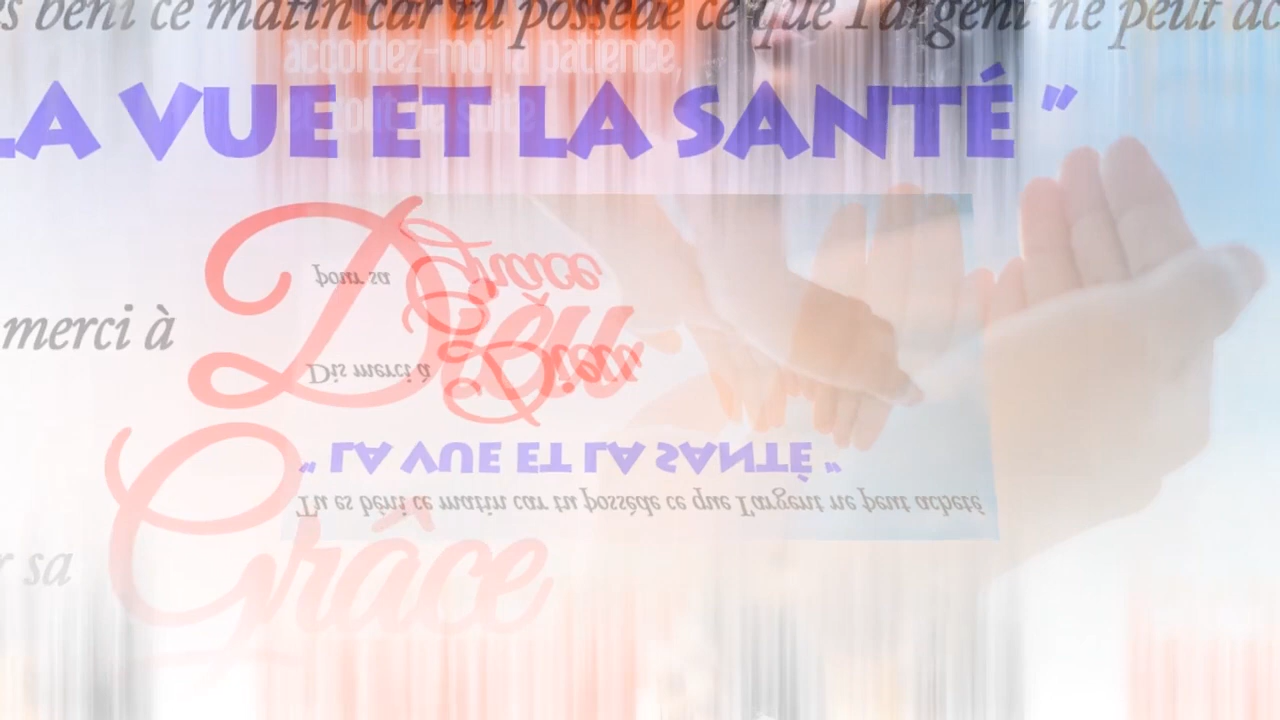 s béni ce matin car tu possède ce que l'argent ne peut ac
accordez-moi la patience,
LA VUE ET LA SANTÉ "
pour sa Grâce
merci à Dieu
Dis merci à Dieu
" LA VUE ET LA SANTÉ "
Tu es béni ce matin car tu possède ce que l'argent ne peut acheté
r sa Grâce